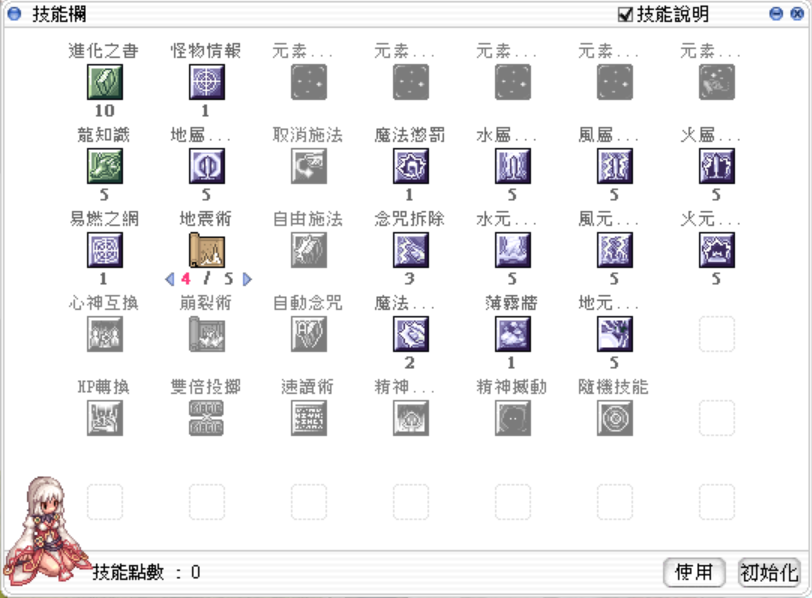 技能欄 技能說明
進化之書 怪物情報 元素... 元素... 元素... 元素... 元素...
10 1
龍知識 地層... 取消施法 魔法懲罰 水層... 風層... 火層...
5 5 1 5 5 5
易燃之網 地震術 自由施法 念咒拆除 水元... 風元... 火元...
1 4 / 5 3 5 5 5
心神互換 崩裂術 自動念咒 魔法... 薄霧牆 地元...
2 1 5
HP轉換 雙倍投擲 速讀術 精神... 精神撼動 隨機技能
技能點數 : 0 使用 初始化